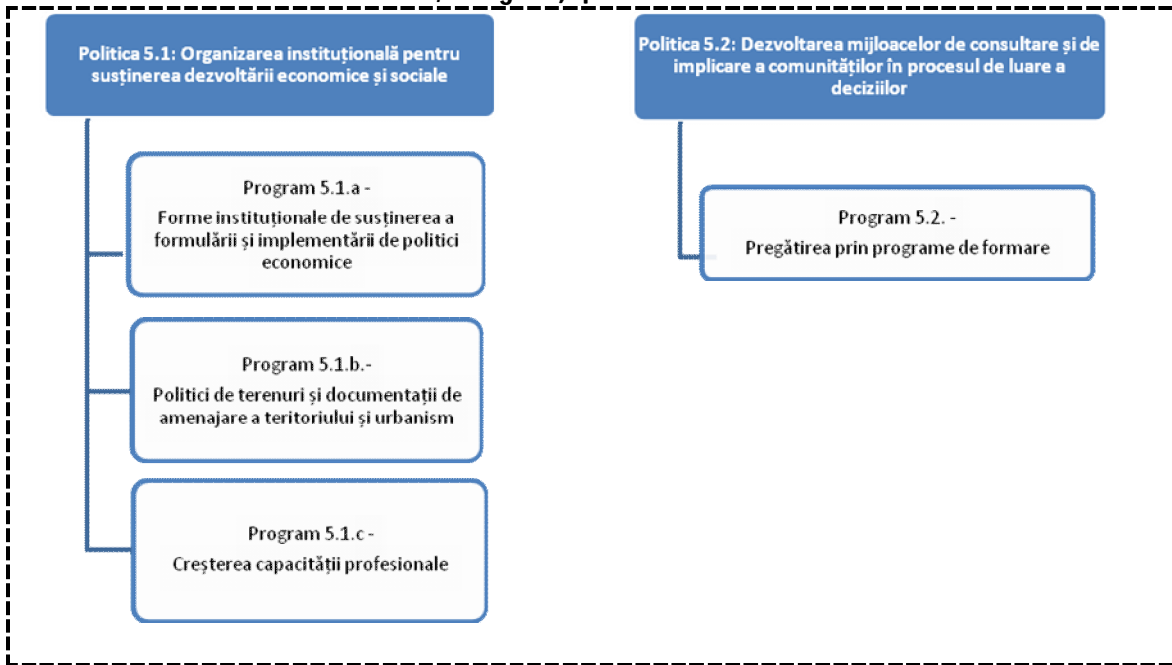 Politica 5.1: Organizarea instituțională pentru
susținerea dezvoltării economice și sociale
Program 5.1.a -
Forme instituționale de susținerea a
formulării și implementării de politici
economice
Program 5.1.b.-
Politici de terenuri și documentații de
amenajare a teritoriului și urbanism
Program 5.1.c -
Creșterea capacității profesionale
Politica 5.2: Dezvoltarea mijloacelor de consultare și de
implicare a comunităților în procesul de luare a
deciziilor
Program 5.2. -
Pregătirea prin programe de formare